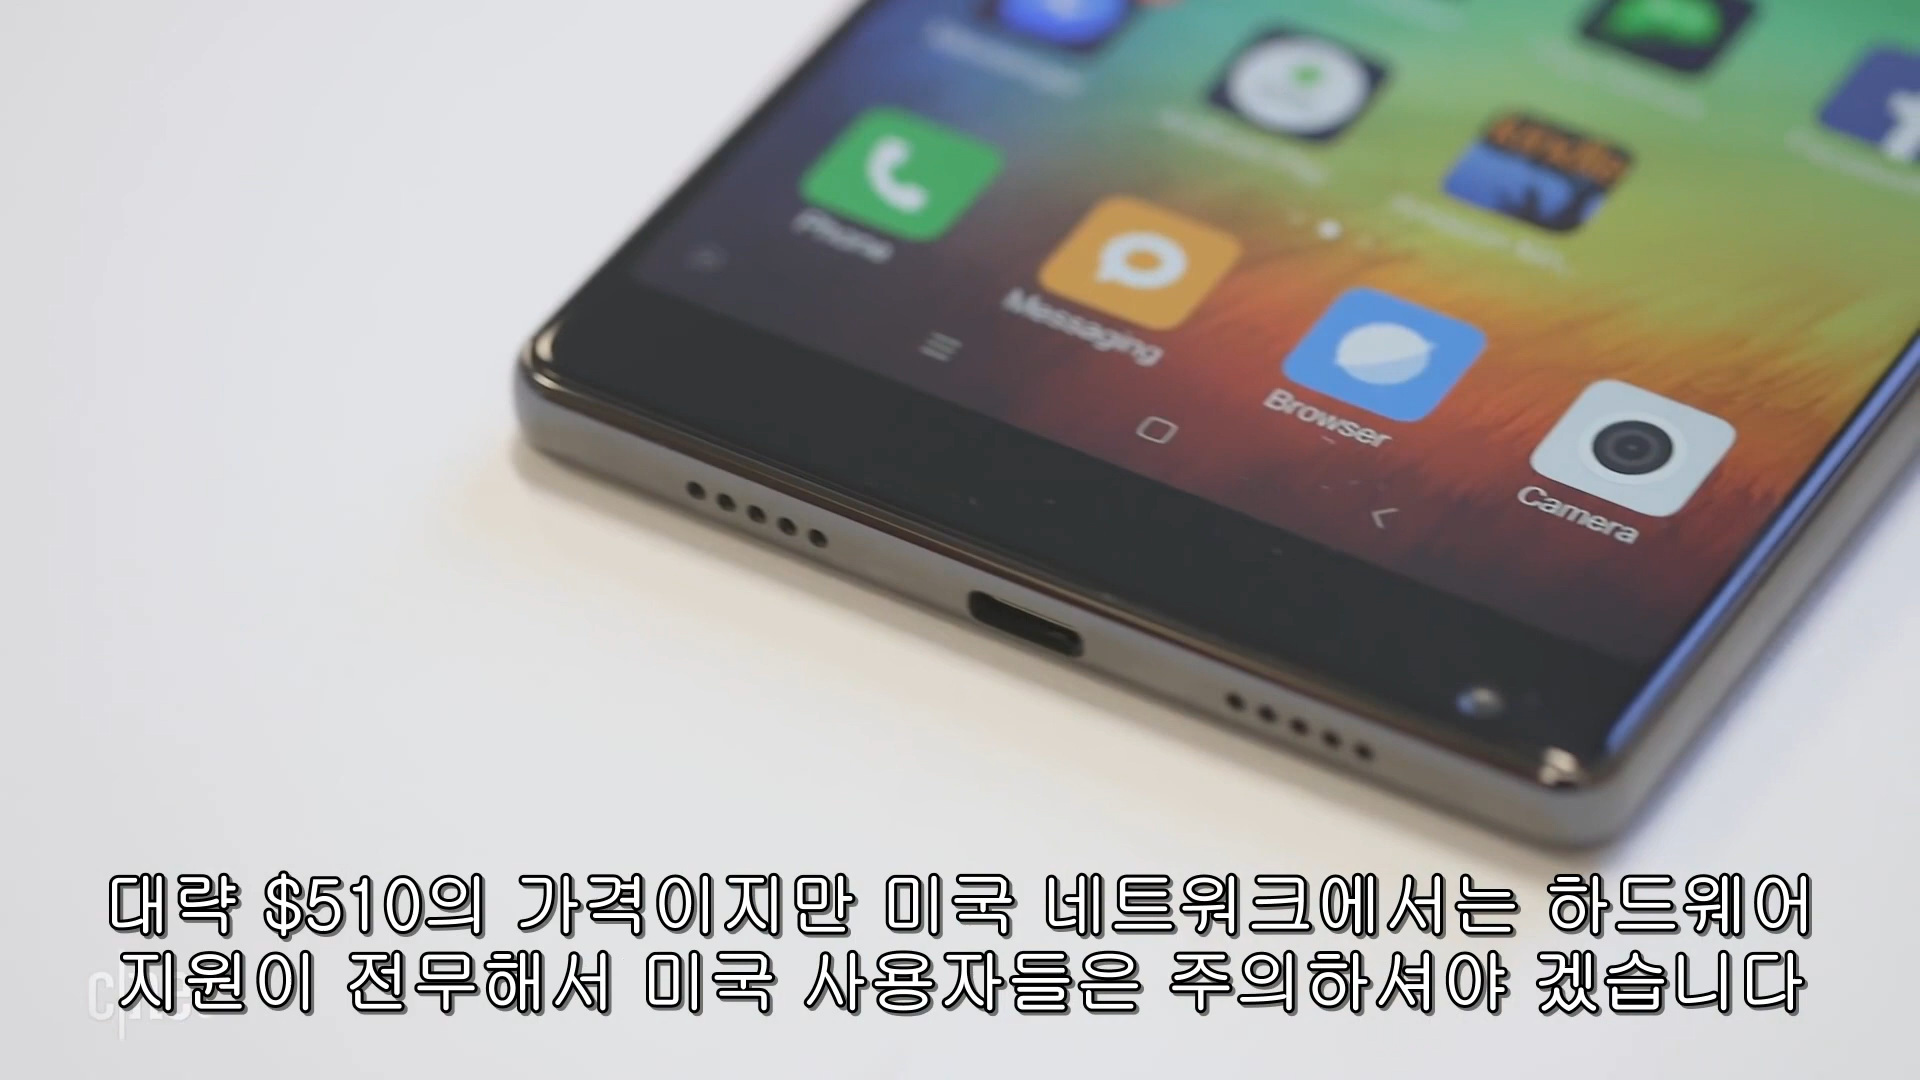 Phone
Messaging
Browser
Camera
대략 $510의 가격이지만 미국 네트워크에서는 하드웨어
지원이 전무해서 미국 사용자들은 주의하셔야 겠습니다